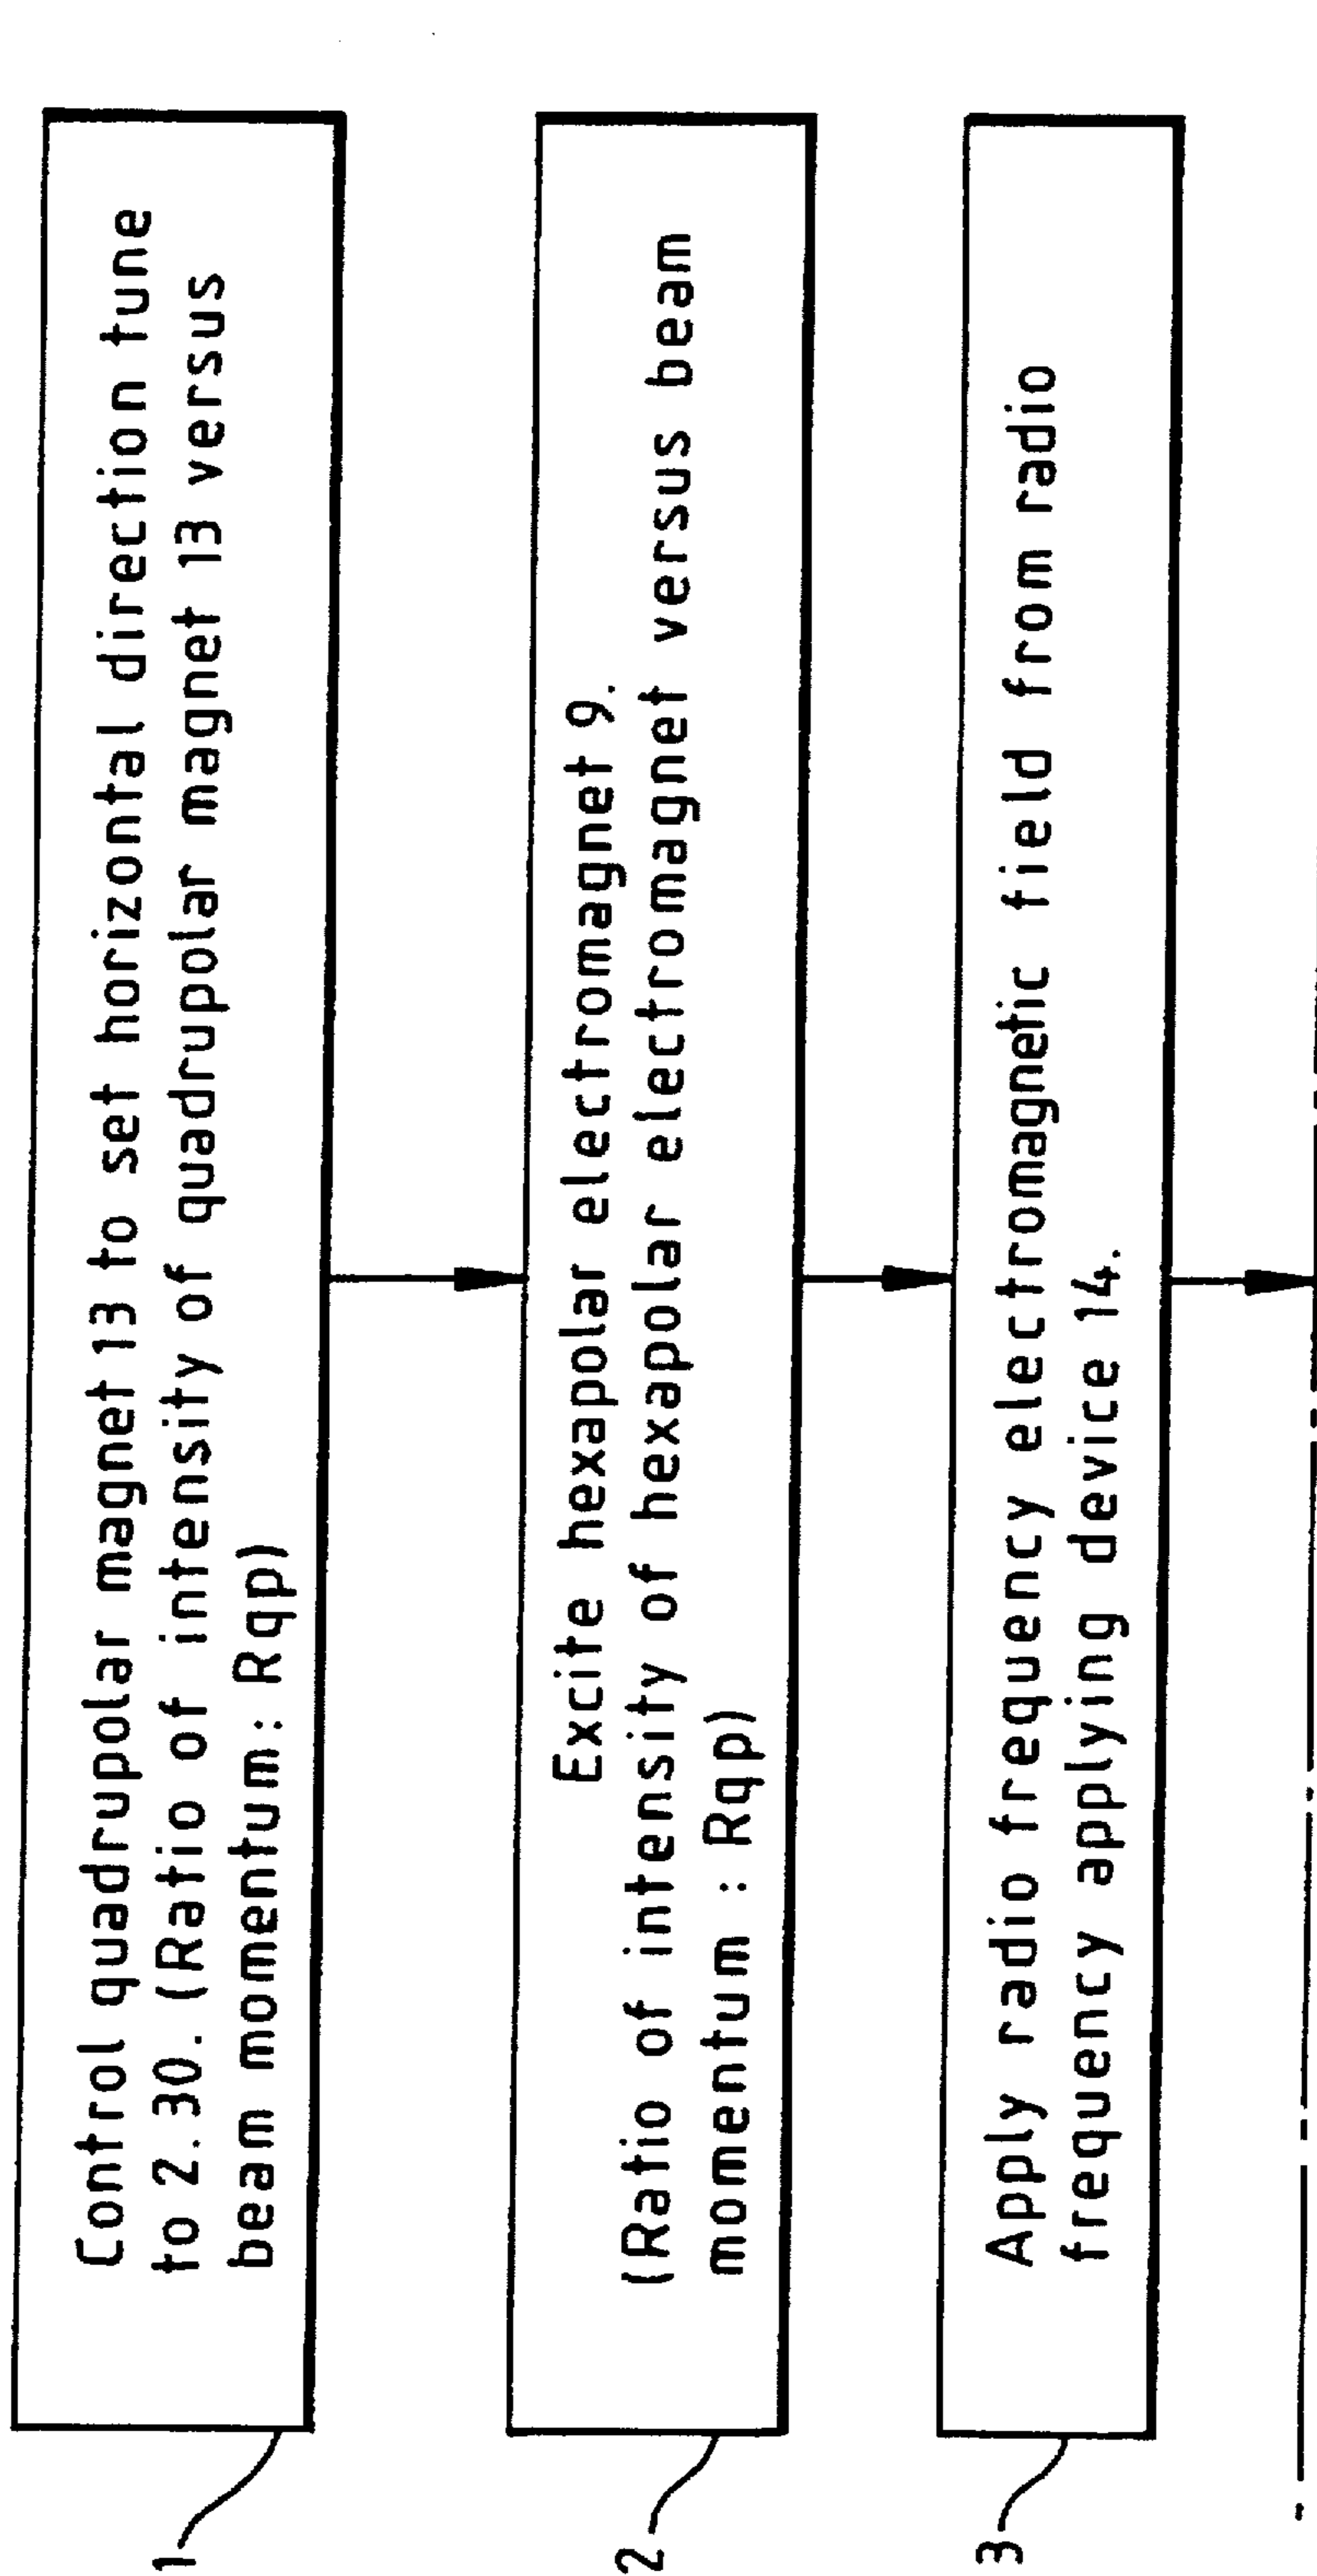 1
Control quadrupolar magnet 13 to set horizontal direction tune
to 2.30. (Ratio of intensity of quadrupolar magnet 13 versus
beam momentum: Rqp)
2
Excite hexapolar electromagnet 9.
(Ratio of intensity of hexapolar electromagnet versus beam
momentum : Rqp)
3
Apply radio frequency electromagnetic field from radio
frequency applying device 14.